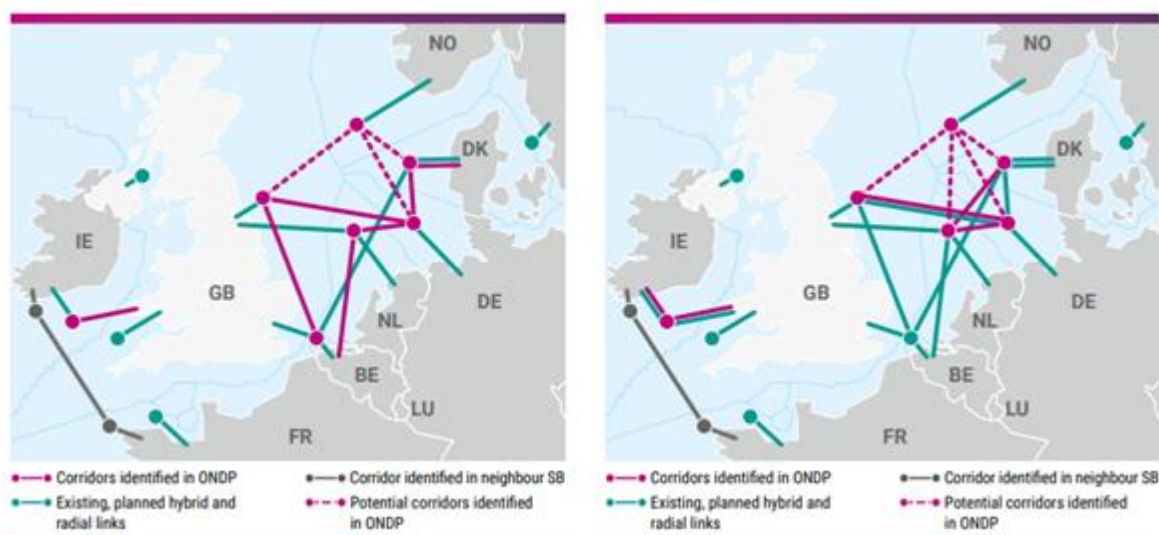 NO
DK
IE
GB
DE
NL
BE
LU
FR
Corridors identified in ONDP
Corridor identified in neighbour SB
Existing, planned hybrid and
radial links
Potential corridors identified
in ONDP
NO
DK
IE
GB
DE
NL
BE
LU
FR
Corridors identified in ONDP
Corridor identified in neighbour SB
Existing, planned hybrid and
radial links
Potential corridors identified
in ONDP